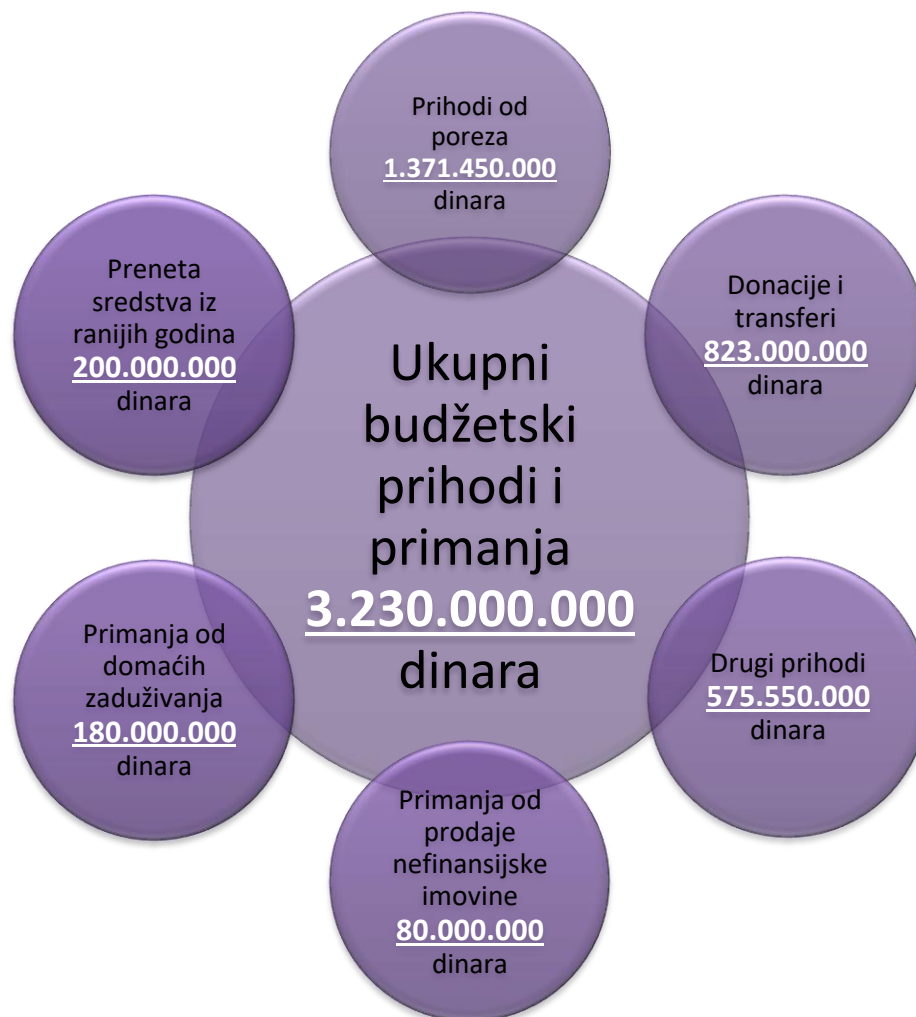 Prihodi od
poreza
1.371.450.000
dinara
Donacije i
transferi
823.000.000
dinara
Drugi prihodi
575.550.000
dinara
Primanja od
prodaje
nefinansijske
imovine
80.000.000
dinara
Primanja od
domaćih
zaduživanja
180.000.000
dinara
Preneta
sredstva iz
ranijih godina
200.000.000
dinara
Ukupni
budžetski
prihodi i
primanja
3.230.000.000
dinara